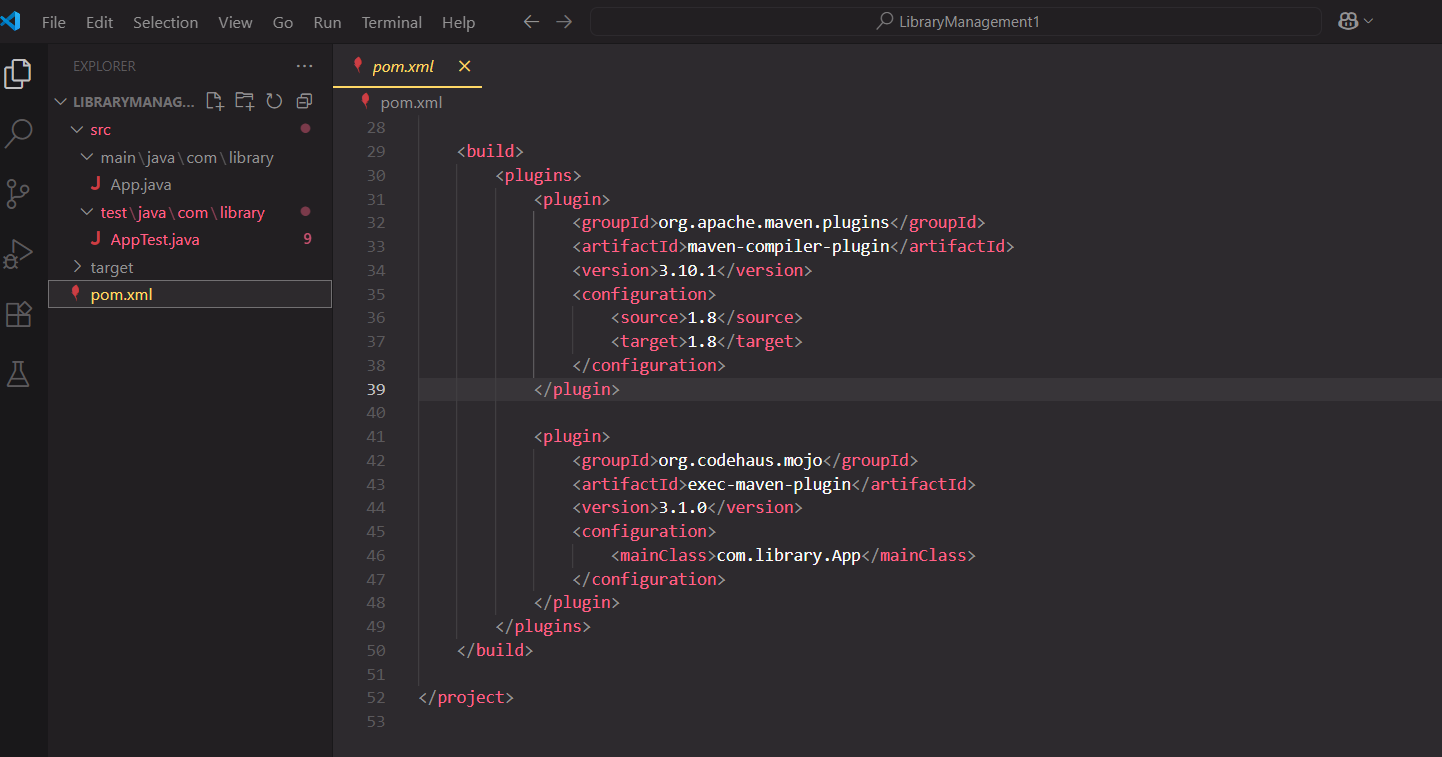 File Edit Selection View Go Run Terminal Help ← → LibraryManagement1
EXPLORER ...
LIBRARYMANAG...
src
main\java\com\library
J App.java
test\java\com\library
J AppTest.java 9
target
pom.xml
pom.xml ×
pom.xml
28
29 <build>
30 <plugins>
31 <plugin>
32 <groupId>org.apache.maven.plugins</groupId>
33 <artifactId>maven-compiler-plugin</artifactId>
34 <version>3.10.1</version>
35 <configuration>
36 <source>1.8</source>
37 <target>1.8</target>
38 </configuration>
39 </plugin>
40
41 <plugin>
42 <groupId>org.codehaus.mojo</groupId>
43 <artifactId>exec-maven-plugin</artifactId>
44 <version>3.1.0</version>
45 <configuration>
46 <mainClass>com.library.App</mainClass>
47 </configuration>
48 </plugin>
49 </plugins>
50 </build>
51
52 </project>
53